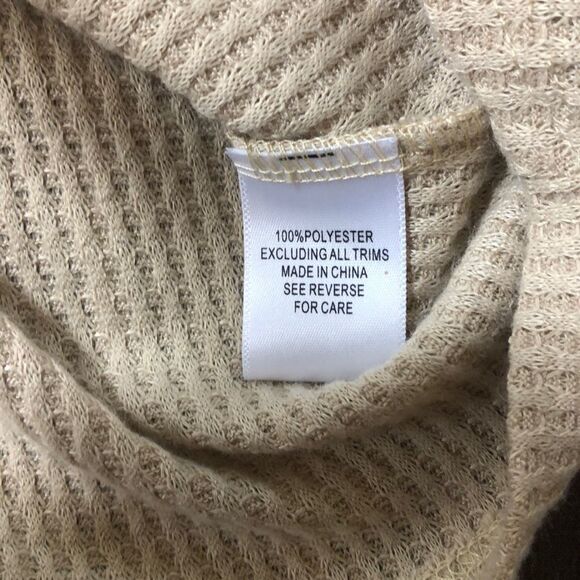 100%POLYESTER
EXCLUDING ALL TRIMS
MADE IN CHINA
SEE REVERSE
FOR CARE